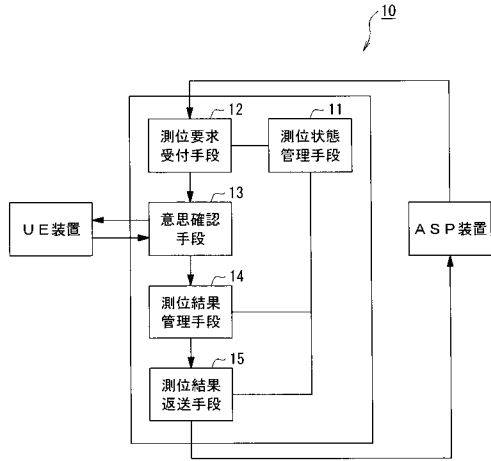 10
12
測位要求
受付手段
11
測位状態
管理手段
13
意思確認
手段
UE装置
ASP装置
14
測位結果
管理手段
15
測位結果
返送手段